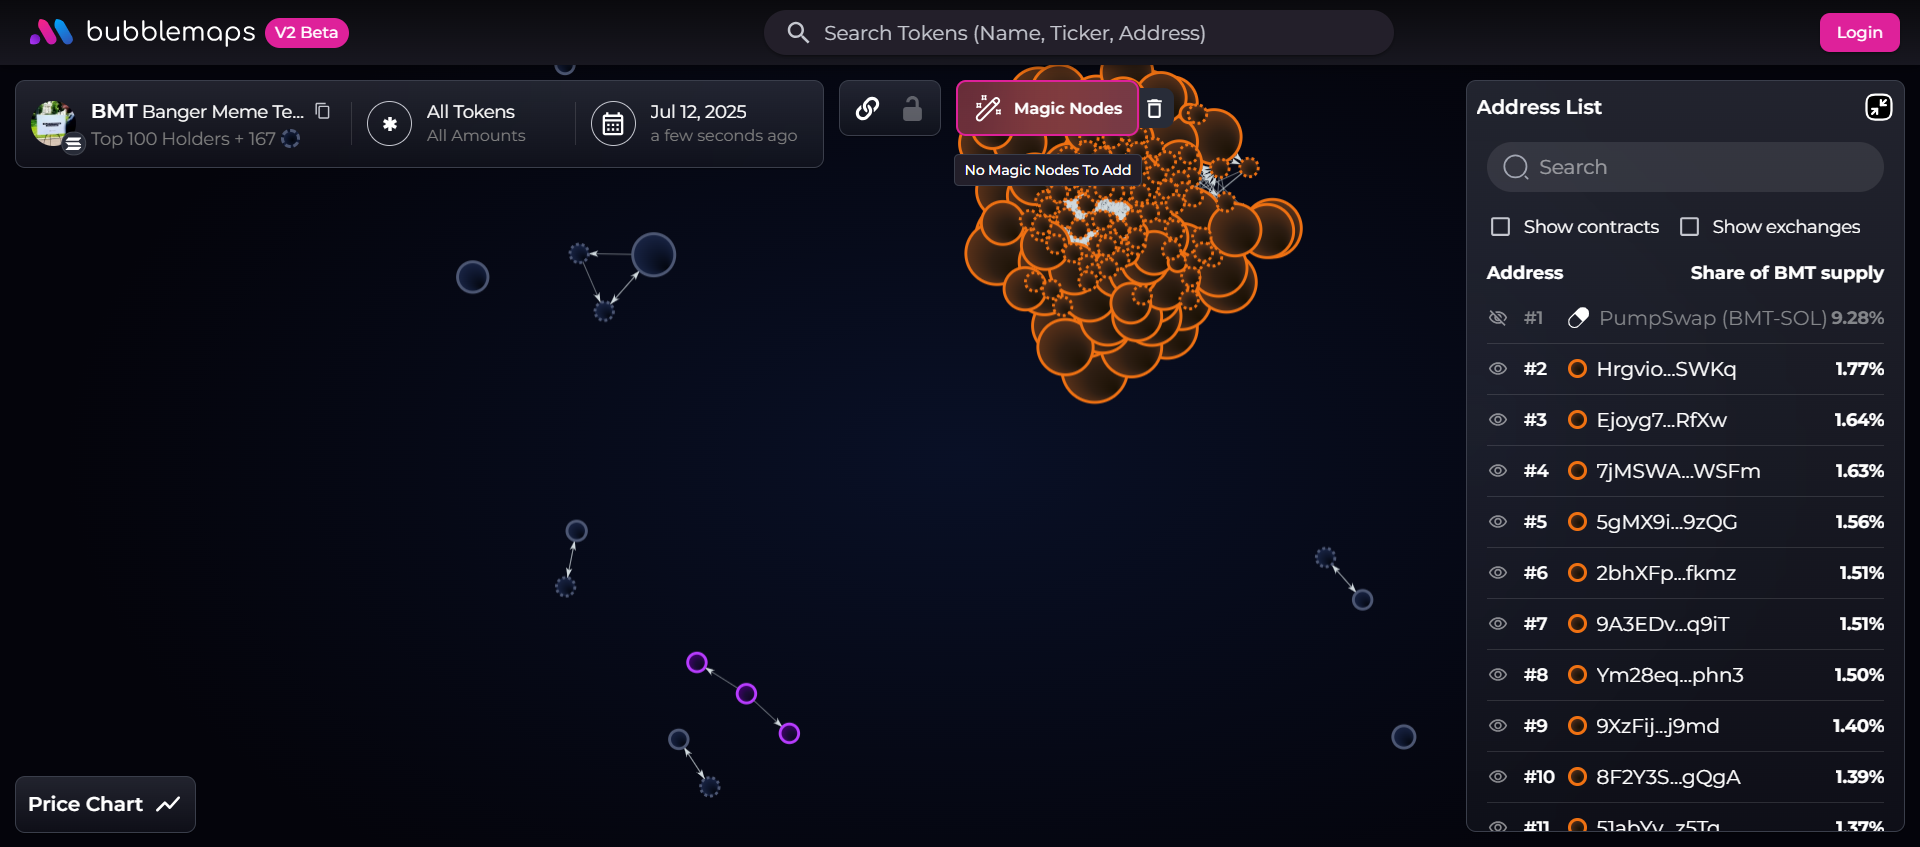 bubblemaps V2 Beta
Search Tokens (Name, Ticker, Address)
Login
BMT Banger Meme Te...
Top 100 Holders + 167
All Tokens
All Amounts
Jul 12, 2025
a few seconds ago
Magic Nodes
No Magic Nodes To Add
Address List
Search
Show contracts Show exchanges
Address Share of BMT supply
#1 PumpSwap (BMT-SOL) 9.28%
#2 Hrgvio...SWKq 1.77%
#3 Ejoyg7...RfXw 1.64%
#4 7jMSWA...WSFm 1.63%
#5 5gMX9i...9zQG 1.56%
#6 2bhXFp...fkmz 1.51%
#7 9A3EDv...q9iT 1.51%
#8 Ym28eq...phn3 1.50%
#9 9XzFij...j9md 1.40%
#10 8F2Y3S...gQgA 1.39%
#11 1.37%
Price Chart